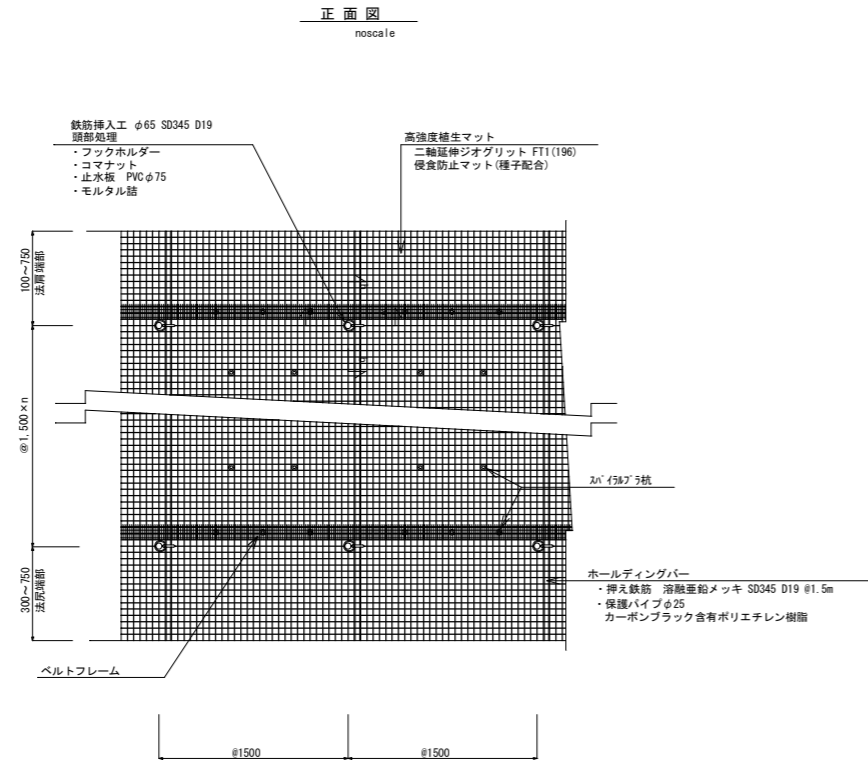 正 面 図
noscale
鉄筋挿入工 φ65 SD345 D19
頭部処理
・フックホルダー
・コマナット
・止水板 PVCφ75
・モルタル詰
高強度植生マット
二軸延伸ジオグリット FT1(196)
侵食防止マット(種子配合)
100~750
法肩端部
@1,500×n
スパイラルプラ杭
300~750
法尻端部
ホールディングバー
・押え鉄筋 溶融亜鉛メッキ SD345 D19 @1.5m
・保護パイプφ25
カーボンブラック含有ポリエチレン樹脂
ベルトフレーム
@1500
@1500